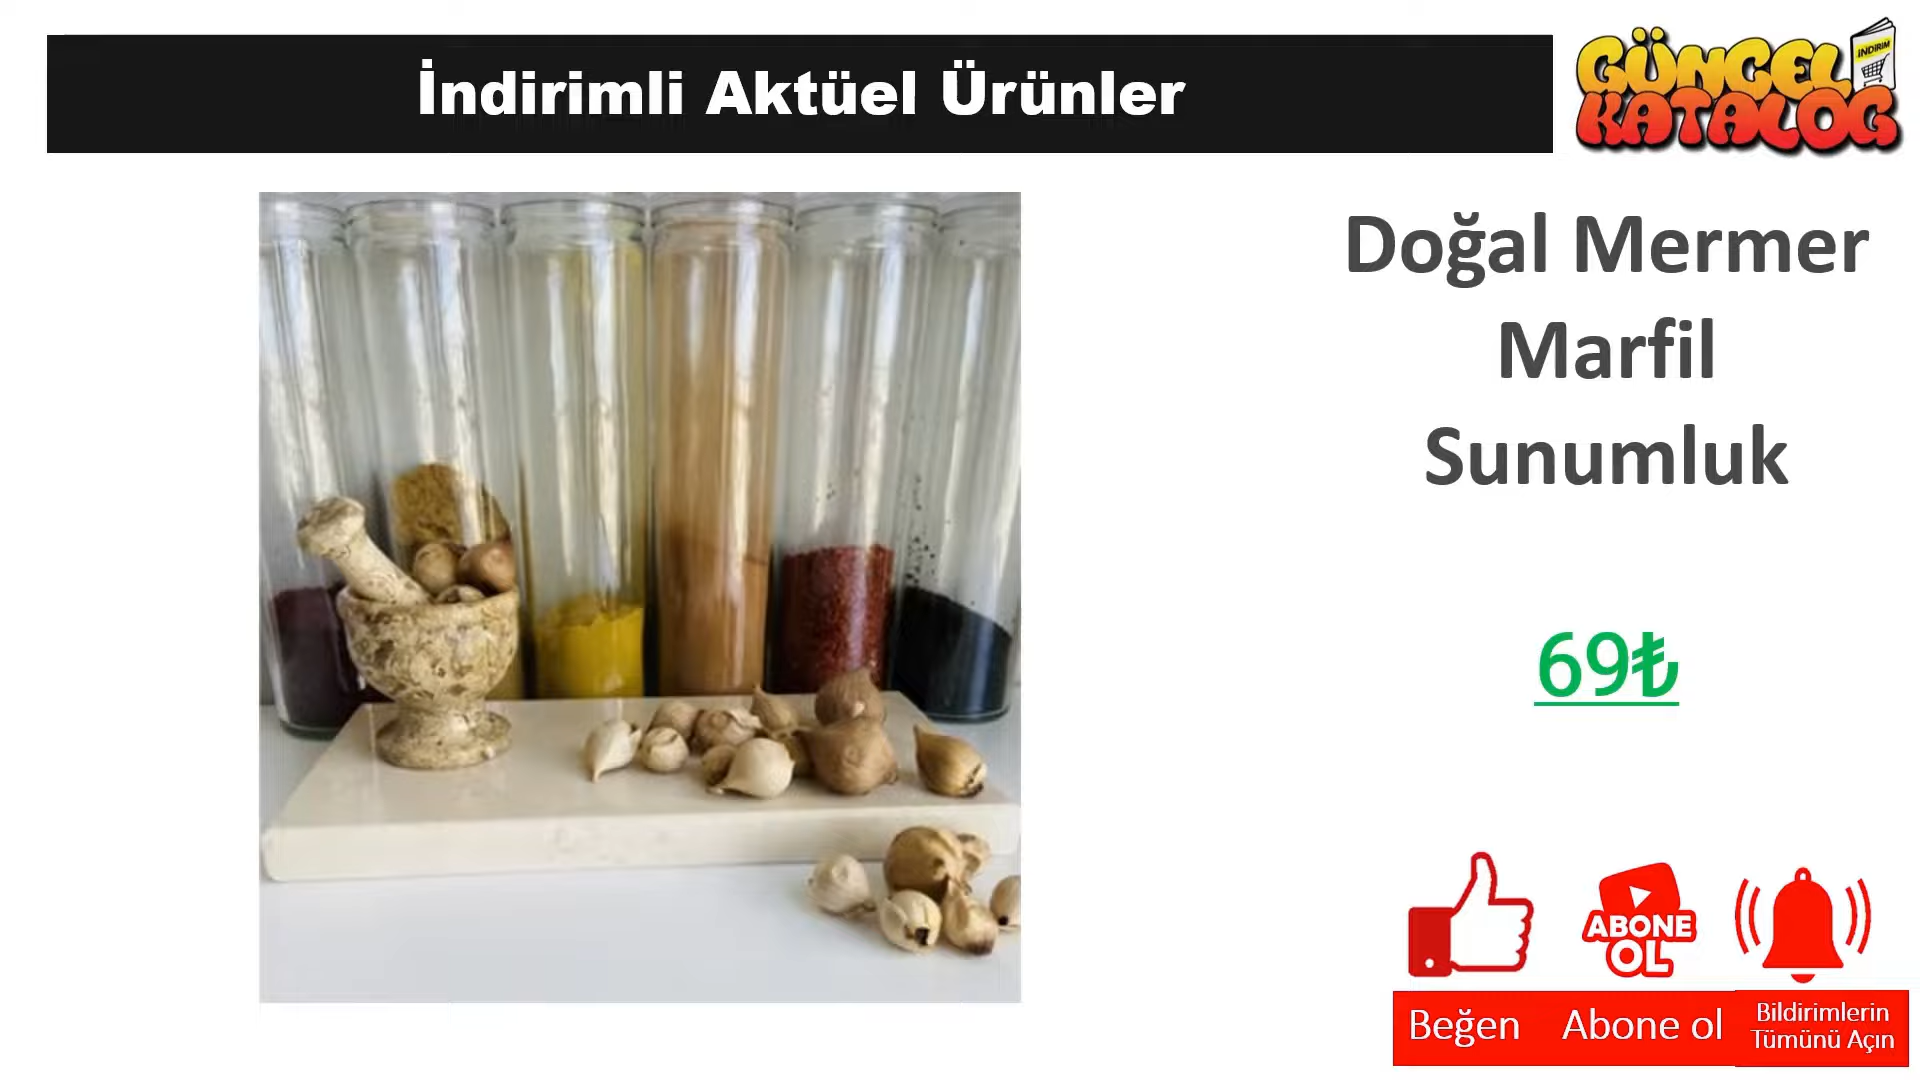 İndirimli Aktüel Ürünler
GÜNCEL
KATALOG
İNDİRİM
Doğal Mermer
Marfil
Sunumluk
69₺
ABONE
OL
Beğen
Abone ol
Bildirimlerin
Tümünü Açın